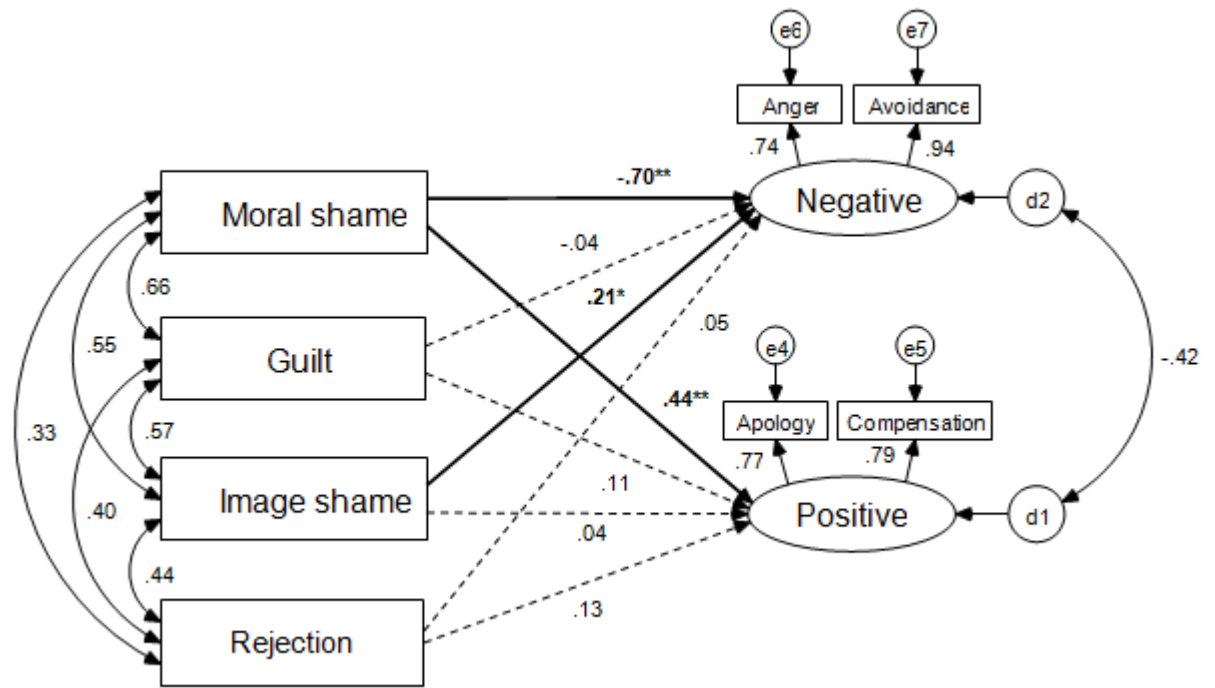 e6
e7
Anger
Avoidance
.74
.94
Moral shame
-.70**
Negative
d2
-.04
.66
.21*
.05
Guilt
.55
e4
e5
-.42
.44**
Apology
Compensation
.33
.57
.77
.79
.11
Image shame
Positive
d1
.40
.04
.44
.13
Rejection